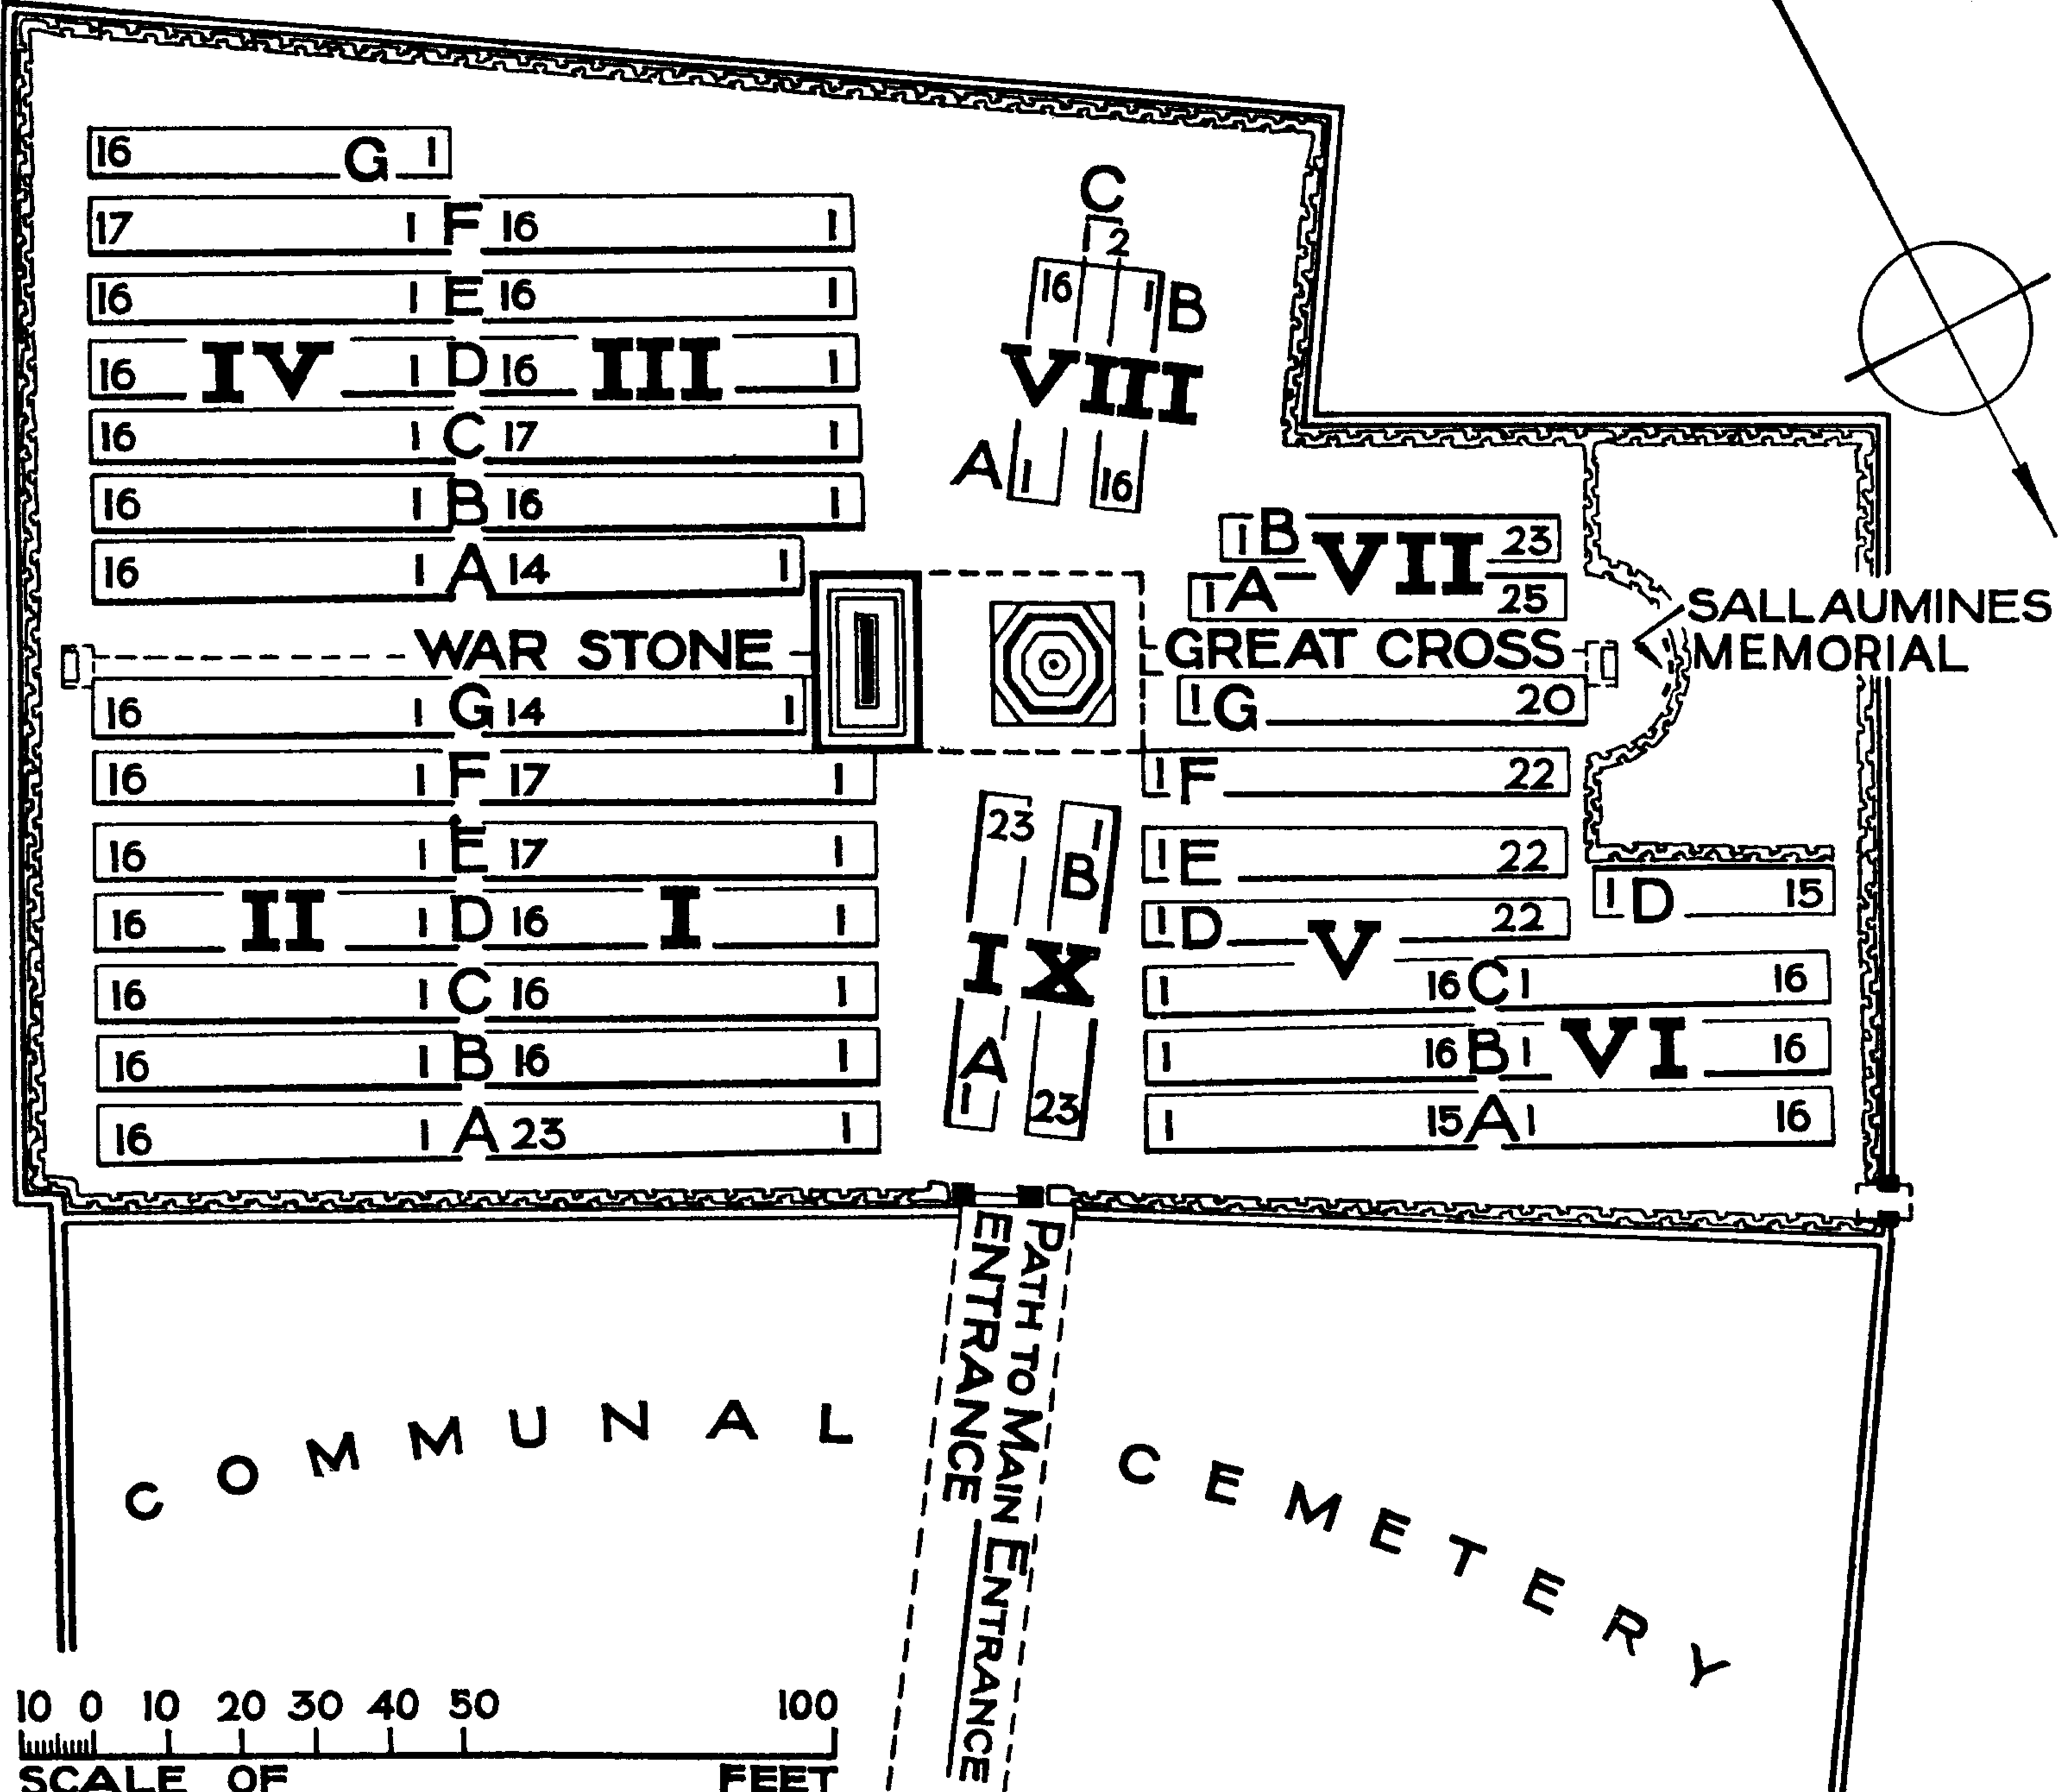 16 G 1
17 1 F 16 1
16 1 E 16 1
16 IV 1 D 16 III 1
16 1 C 17 1
16 1 B 16 1
16 1 A 14 1
C
1 2
16 1 B
VIII
A 1 16
1 B VII 23
1 A 25
SALLAUMINES
MEMORIAL
WAR STONE
GREAT CROSS
16 1 G 14 1
16 1 F 17 1
16 1 E 17 1
16 II 1 D 16 I 1
16 1 C 16 1
16 1 B 16 1
16 1 A 23 1
23 1
B
IX
A
1 23
1 G 20
1 F 22
1 E 22
1 D V 22
1 D 15
1 16 C 1 16
1 16 B 1 VI 16
1 15 A 1 16
PATH TO MAIN ENTRANCE
ENTRANCE
COMMUNAL CEMETERY
10 0 10 20 30 40 50 100
SCALE OF FEET